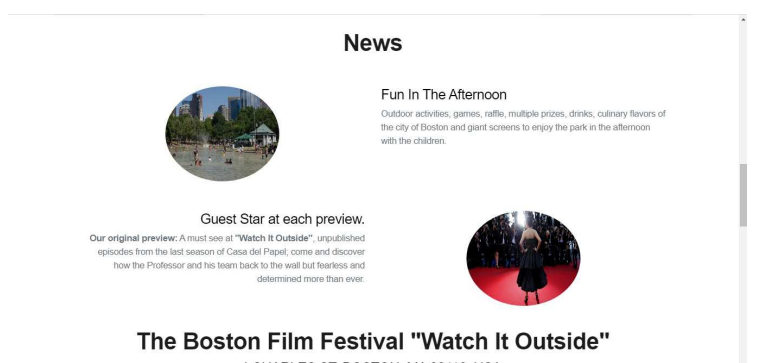 News
Fun In The Afternoon
Outdoor activities, games, raffle, multiple prizes, drinks, culinary flavors of
the city of Boston and giant screens to enjoy the park in the afternoon
with the children.
Guest Star at each preview.
Our original preview: A must see at "Watch It Outside", unpublished
episodes from the last season of Casa del Papel; come and discover
how the Professor and his team back to the wall but fearless and
determined more than ever.
The Boston Film Festival "Watch It Outside"